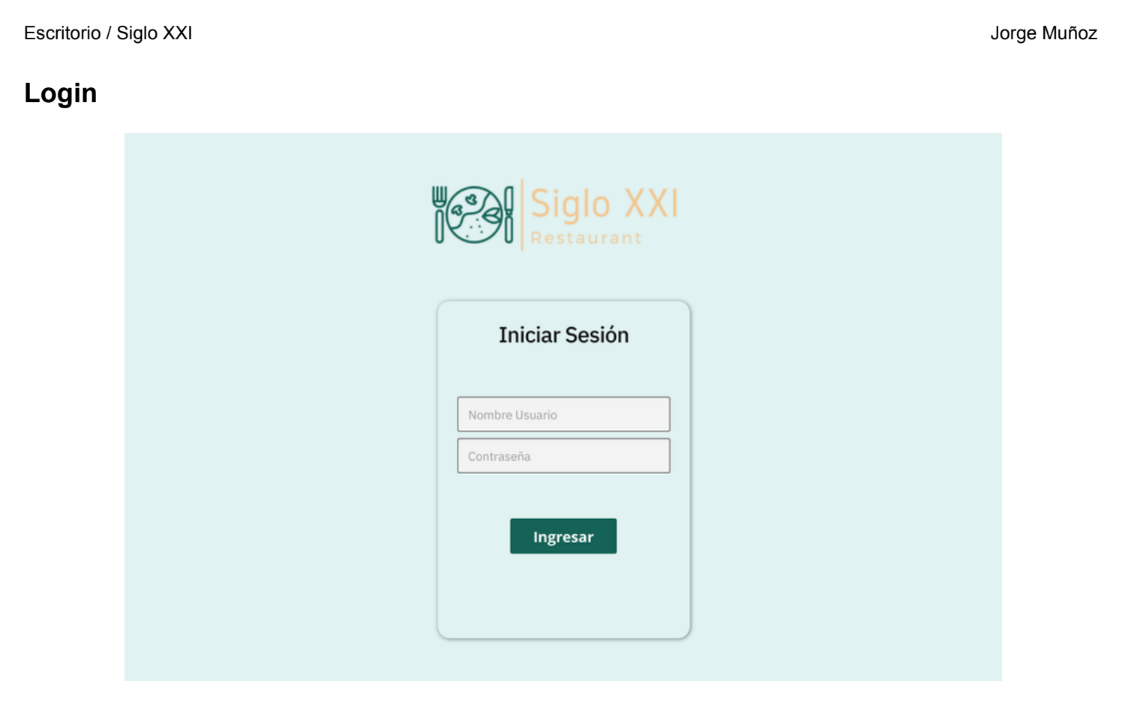 Escritorio / Siglo XXI
Jorge Muñoz
Login
Siglo XXI
Restaurant
Iniciar Sesión
Nombre Usuario
Contraseña
Ingresar